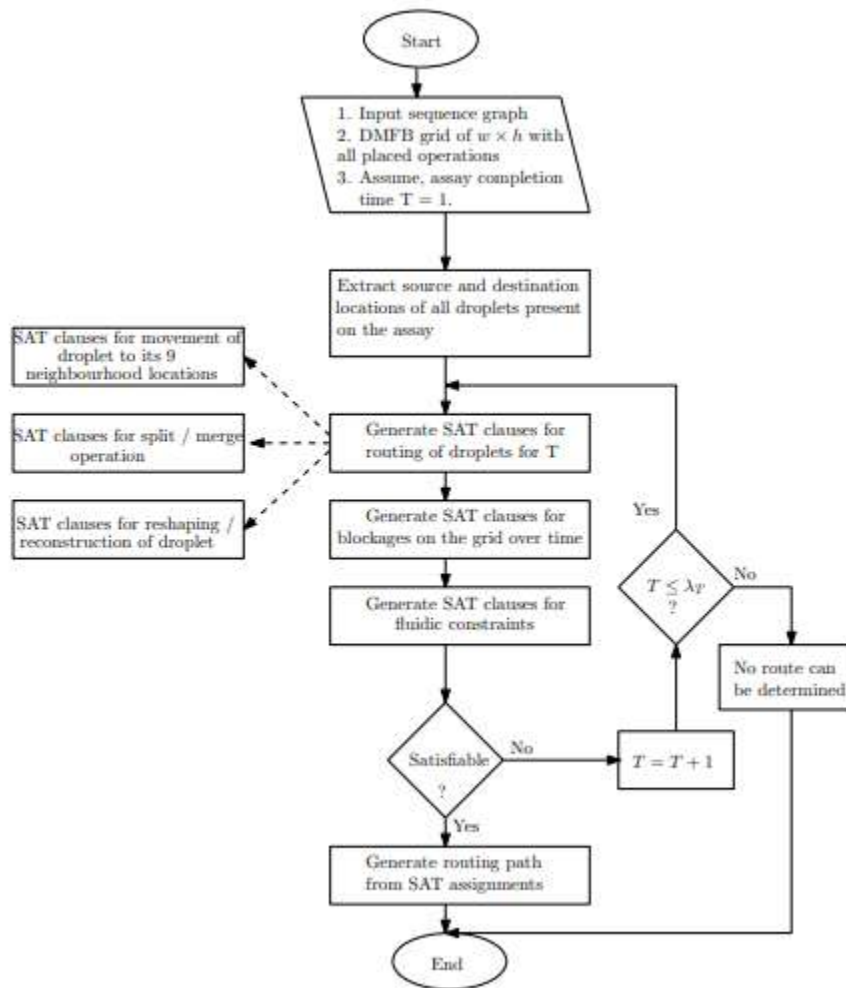 Start
1. Input sequence graph
2. DMFB grid of w × h with
all placed operations
3. Assume, assay completion
time T = 1.
Extract source and destination
locations of all droplets present
on the assay
SAT clauses for movement of
droplet to its 9
neighbourhood locations
SAT clauses for split / merge
operation
SAT clauses for reshaping /
reconstruction of droplet
Generate SAT clauses for
routing of droplets for T
Generate SAT clauses for
blockages on the grid over time
Generate SAT clauses for
fluidic constraints
Satisfiable
?
No
T = T + 1
T ≤ λ_T
?
Yes
No
No route can
be determined
Yes
Generate routing path
from SAT assignments
End